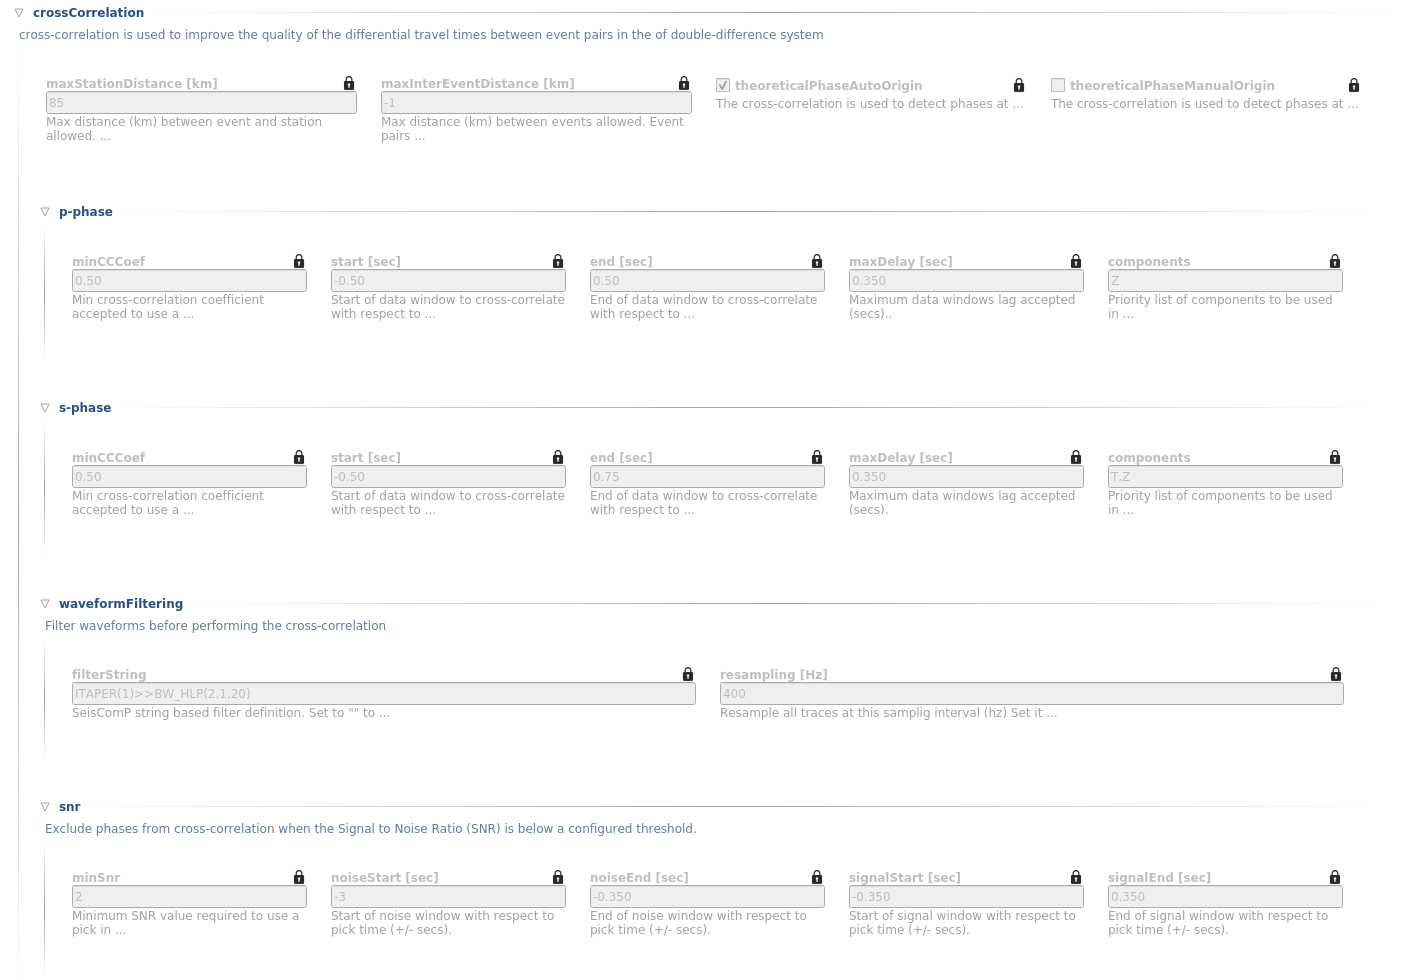 crossCorrelation
cross-correlation is used to improve the quality of the differential travel times between event pairs in the of double-difference system
maxStationDistance [km]
85
Max distance (km) between event and station
allowed. ...
maxInterEventDistance [km]
-1
Max distance (km) between events allowed. Event
pairs ...
theoreticalPhaseAutoOrigin
The cross-correlation is used to detect phases at ...
theoreticalPhaseManualOrigin
The cross-correlation is used to detect phases at ...
p-phase
minCCCoef
0.50
Min cross-correlation coefficient
accepted to use a ...
start [sec]
-0.50
Start of data window to cross-correlate
with respect to ...
end [sec]
0.50
End of data window to cross-correlate
with respect to ...
maxDelay [sec]
0.350
Maximum data windows lag accepted
(secs)..
components
Z
Priority list of components to be used
in ...
s-phase
minCCCoef
0.50
Min cross-correlation coefficient
accepted to use a ...
start [sec]
-0.50
Start of data window to cross-correlate
with respect to ...
end [sec]
0.75
End of data window to cross-correlate
with respect to ...
maxDelay [sec]
0.350
Maximum data windows lag accepted
(secs).
components
T,Z
Priority list of components to be used
in ...
waveformFiltering
Filter waveforms before performing the cross-correlation
filterString
ITAPER(1)>>BW_HLP(2,1,20)
SeisComP string based filter definition. Set to "" to ...
resampling [Hz]
400
Resample all traces at this samplig interval (hz) Set it ...
snr
Exclude phases from cross-correlation when the Signal to Noise Ratio (SNR) is below a configured threshold.
minSnr
2
Minimum SNR value required to use a
pick in ...
noiseStart [sec]
-3
Start of noise window with respect to
pick time (+/- secs).
noiseEnd [sec]
-0.350
End of noise window with respect to
pick time (+/- secs).
signalStart [sec]
-0.350
Start of signal window with respect to
pick time (+/- secs).
signalEnd [sec]
0.350
End of signal window with respect to
pick time (+/- secs).